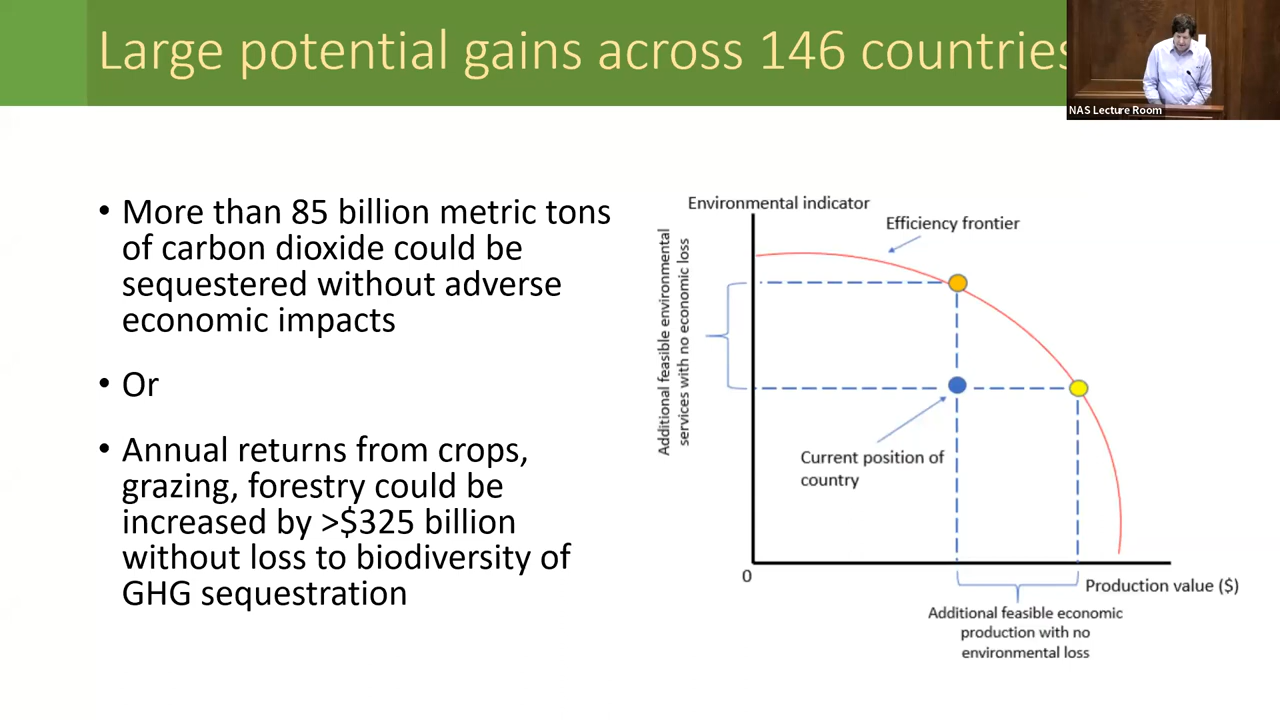 Large potential gains across 146 countries
NAS Lecture Room
• More than 85 billion metric tons
of carbon dioxide could be
sequestered without adverse
economic impacts
• Or
• Annual returns from crops,
grazing, forestry could be
increased by >$325 billion
without loss to biodiversity of
GHG sequestration
Environmental indicator
Efficiency frontier
Additional feasible environmental
services with no economic loss
Current position of
country
0
Production value ($)
Additional feasible economic
production with no
environmental loss